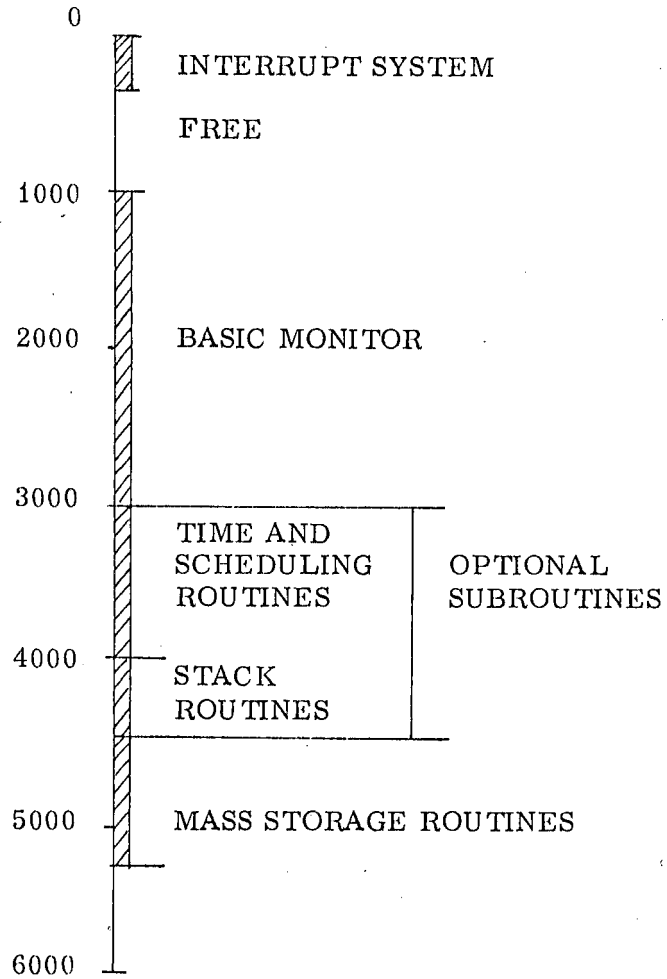 0
INTERRUPT SYSTEM
FREE
1000
2000
BASIC MONITOR
3000
TIME AND
SCHEDULING
ROUTINES
OPTIONAL
SUBROUTINES
4000
STACK
ROUTINES
5000
MASS STORAGE ROUTINES
6000